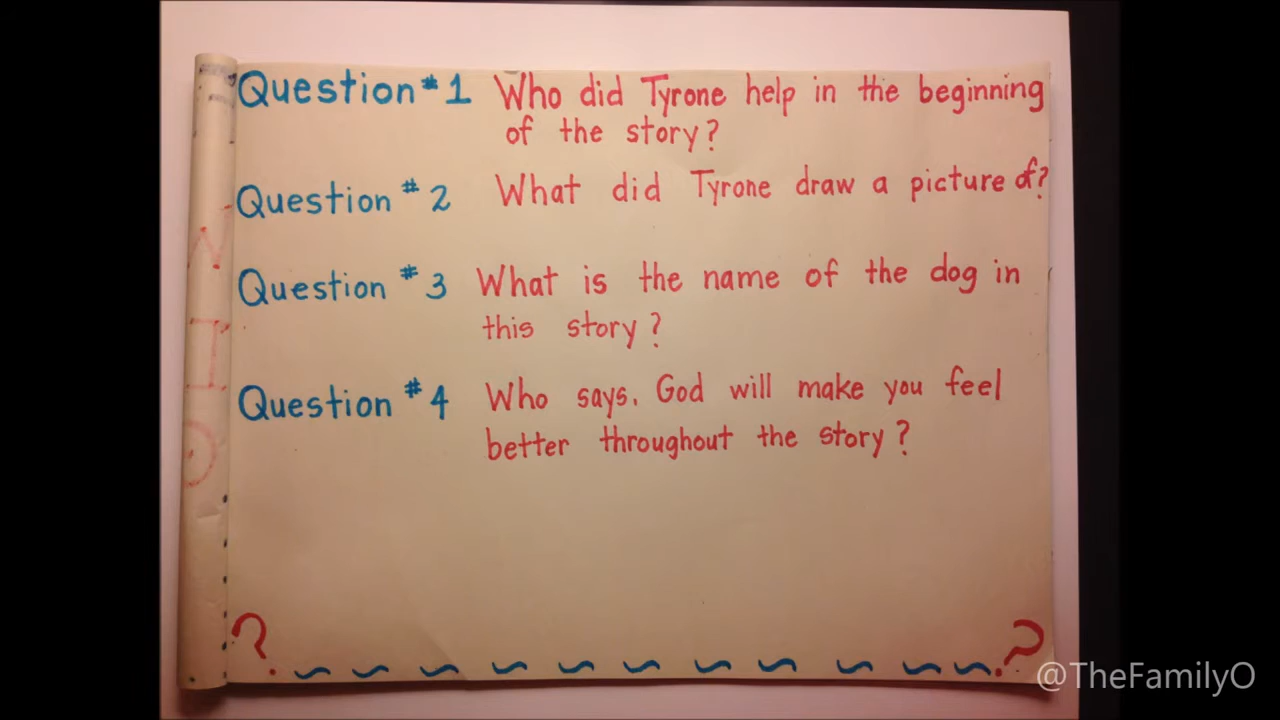 Question #1 Who did Tyrone help in the beginning
of the story?
Question #2 What did Tyrone draw a picture of?
Question #3 What is the name of the dog in
this story?
Question #4 Who says, God will make you feel
better throughout the story?
? ?
@TheFamilyO